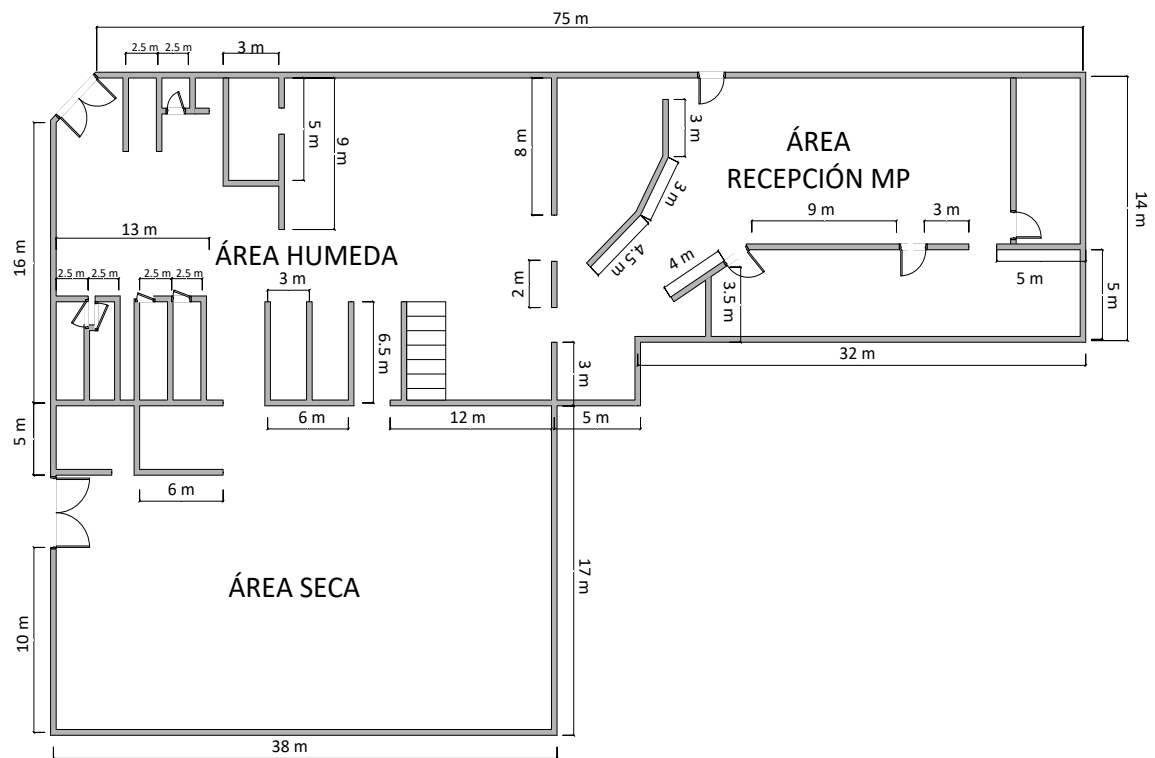 75 m
2.5 m
2.5 m
3 m
5 m
9 m
8 m
3 m
3 m
4.5 m
ÁREA
RECEPCIÓN MP
14 m
9 m
3 m
4 m
3.5 m
5 m
5 m
32 m
16 m
13 m
ÁREA HUMEDA
2.5 m
2.5 m
2.5 m
2.5 m
3 m
2 m
6.5 m
3 m
6 m
12 m
5 m
5 m
6 m
ÁREA SECA
17 m
10 m
38 m